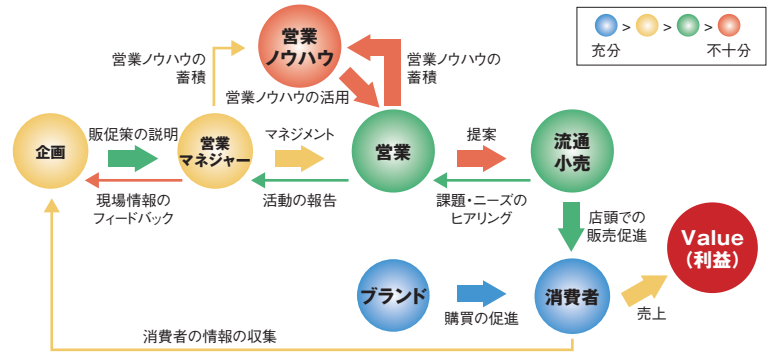 営業
ノウハウ
営業ノウハウの
蓄積
営業ノウハウの
蓄積
営業ノウハウの活用
> > >
充分
不十分
企画
販促策の説明
営業
マネジャー
マネジメント
営業
提案
流通
小売
現場情報の
フィードバック
活動の報告
課題・ニーズの
ヒアリング
店頭での
販売促進
Value
(利益)
ブランド
購買の促進
消費者
売上
消費者の情報の収集